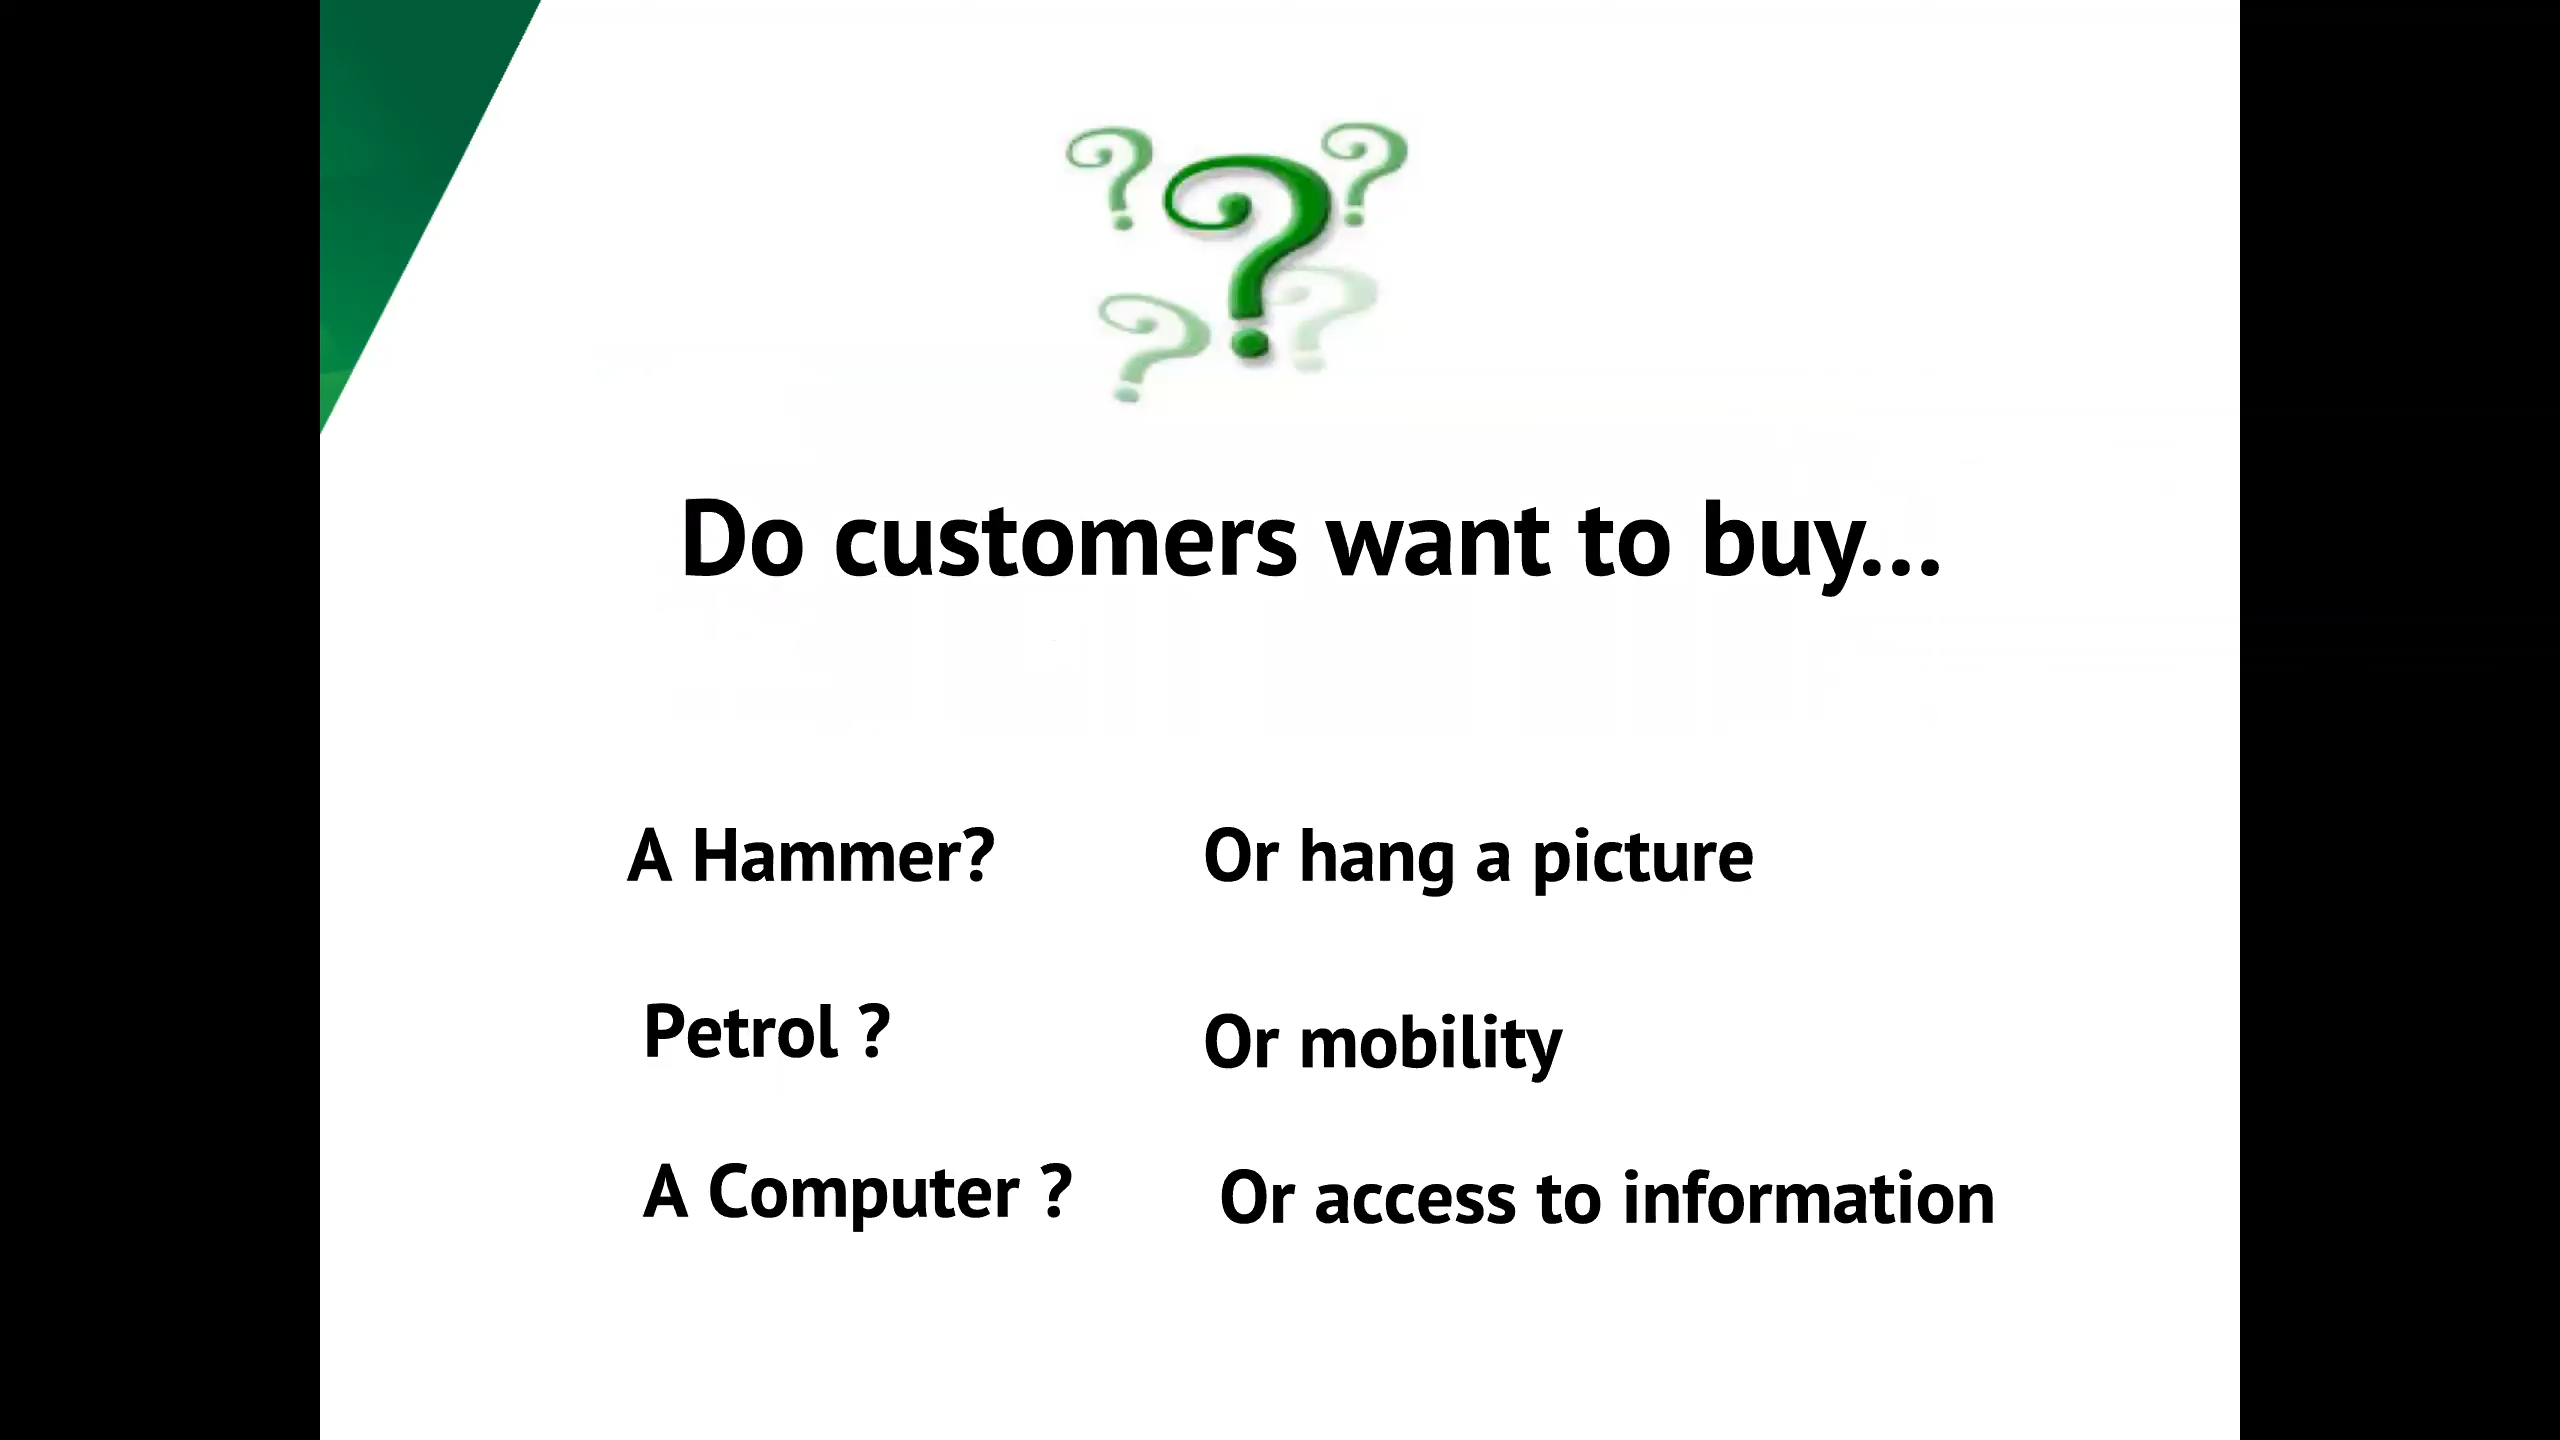 Do customers want to buy...
A Hammer? Or hang a picture
Petrol ? Or mobility
A Computer ? Or access to information